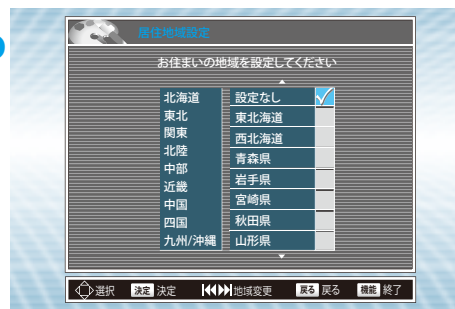 居住地域設定
お住まいの地域を設定してください
北海道
東北
関東
北陸
中部
近畿
中国
四国
九州/沖縄
設定なし
東北海道
西北海道
青森県
岩手県
宮崎県
秋田県
山形県
選択 決定 決定 地域変更 戻る 戻る 機能 終了